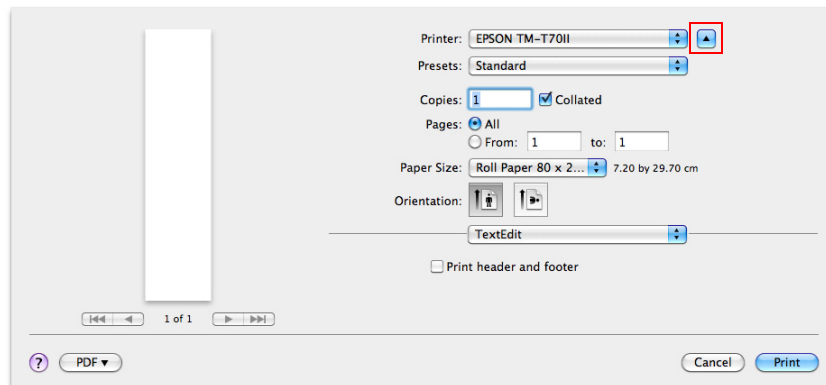 Printer: EPSON TM-T70II
Presets: Standard
Copies: 1 Collated
Pages: All
From: 1 to: 1
Paper Size: Roll Paper 80 x 2... 7.20 by 29.70 cm
Orientation:
TextEdit
Print header and footer
1 of 1
? PDF Cancel Print